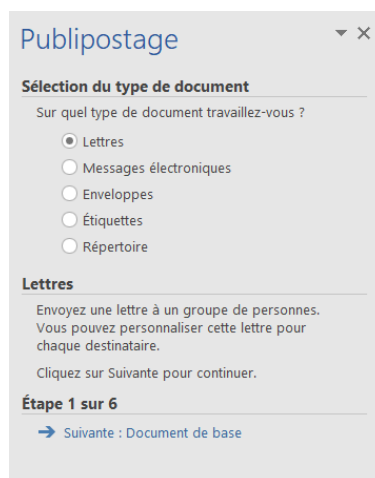 Publipostage
Sélection du type de document
Sur quel type de document travaillez-vous ?
Lettres
Messages électroniques
Enveloppes
Étiquettes
Répertoire
Lettres
Envoyez une lettre à un groupe de personnes.
Vous pouvez personnaliser cette lettre pour
chaque destinataire.
Cliquez sur Suivante pour continuer.
Étape 1 sur 6
Suivante : Document de base